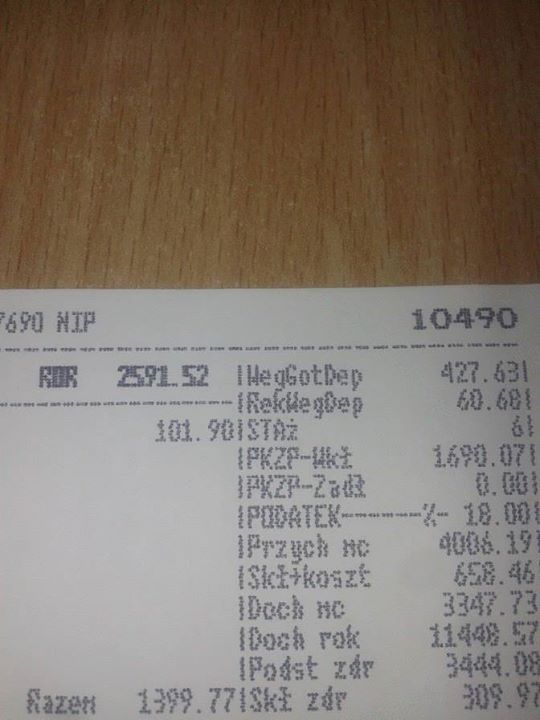 7690 NIP 10490
ROR 2591.52 |WegGotDep 427.63|
|RekWegDep 60.68|
101.90|STAż 6|
|PKZP-Wkł 1690.07|
|PKZP-Zadł 0.00|
|PODATEK--------%- 18.00|
|Przych mc 4006.19|
|Skł+koszt 658.46
|Doch mc 3347.73
|Doch rok 11448.57
|Podst zdr 3444.08
Razem 1399.77|Skł zdr 309.97